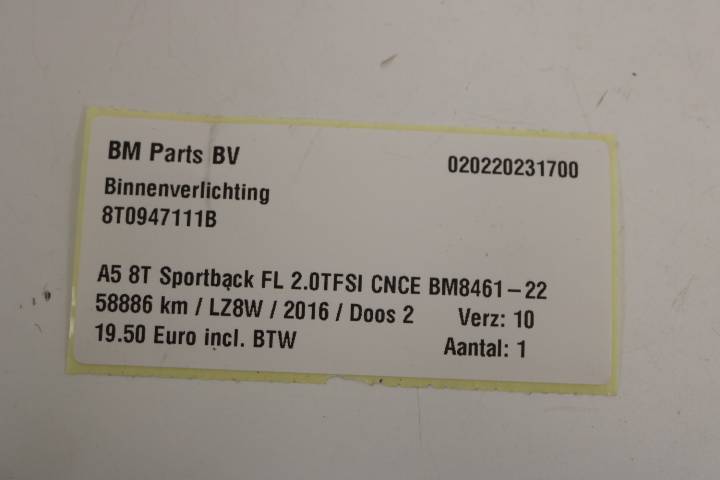 BM Parts BV 020220231700
Binnenverlichting
8T0947111B
A5 8T Sportback FL 2.0TFSI CNCE BM8461-22
58886 km / LZ8W / 2016 / Doos 2 Verz: 10
19.50 Euro incl. BTW Aantal: 1